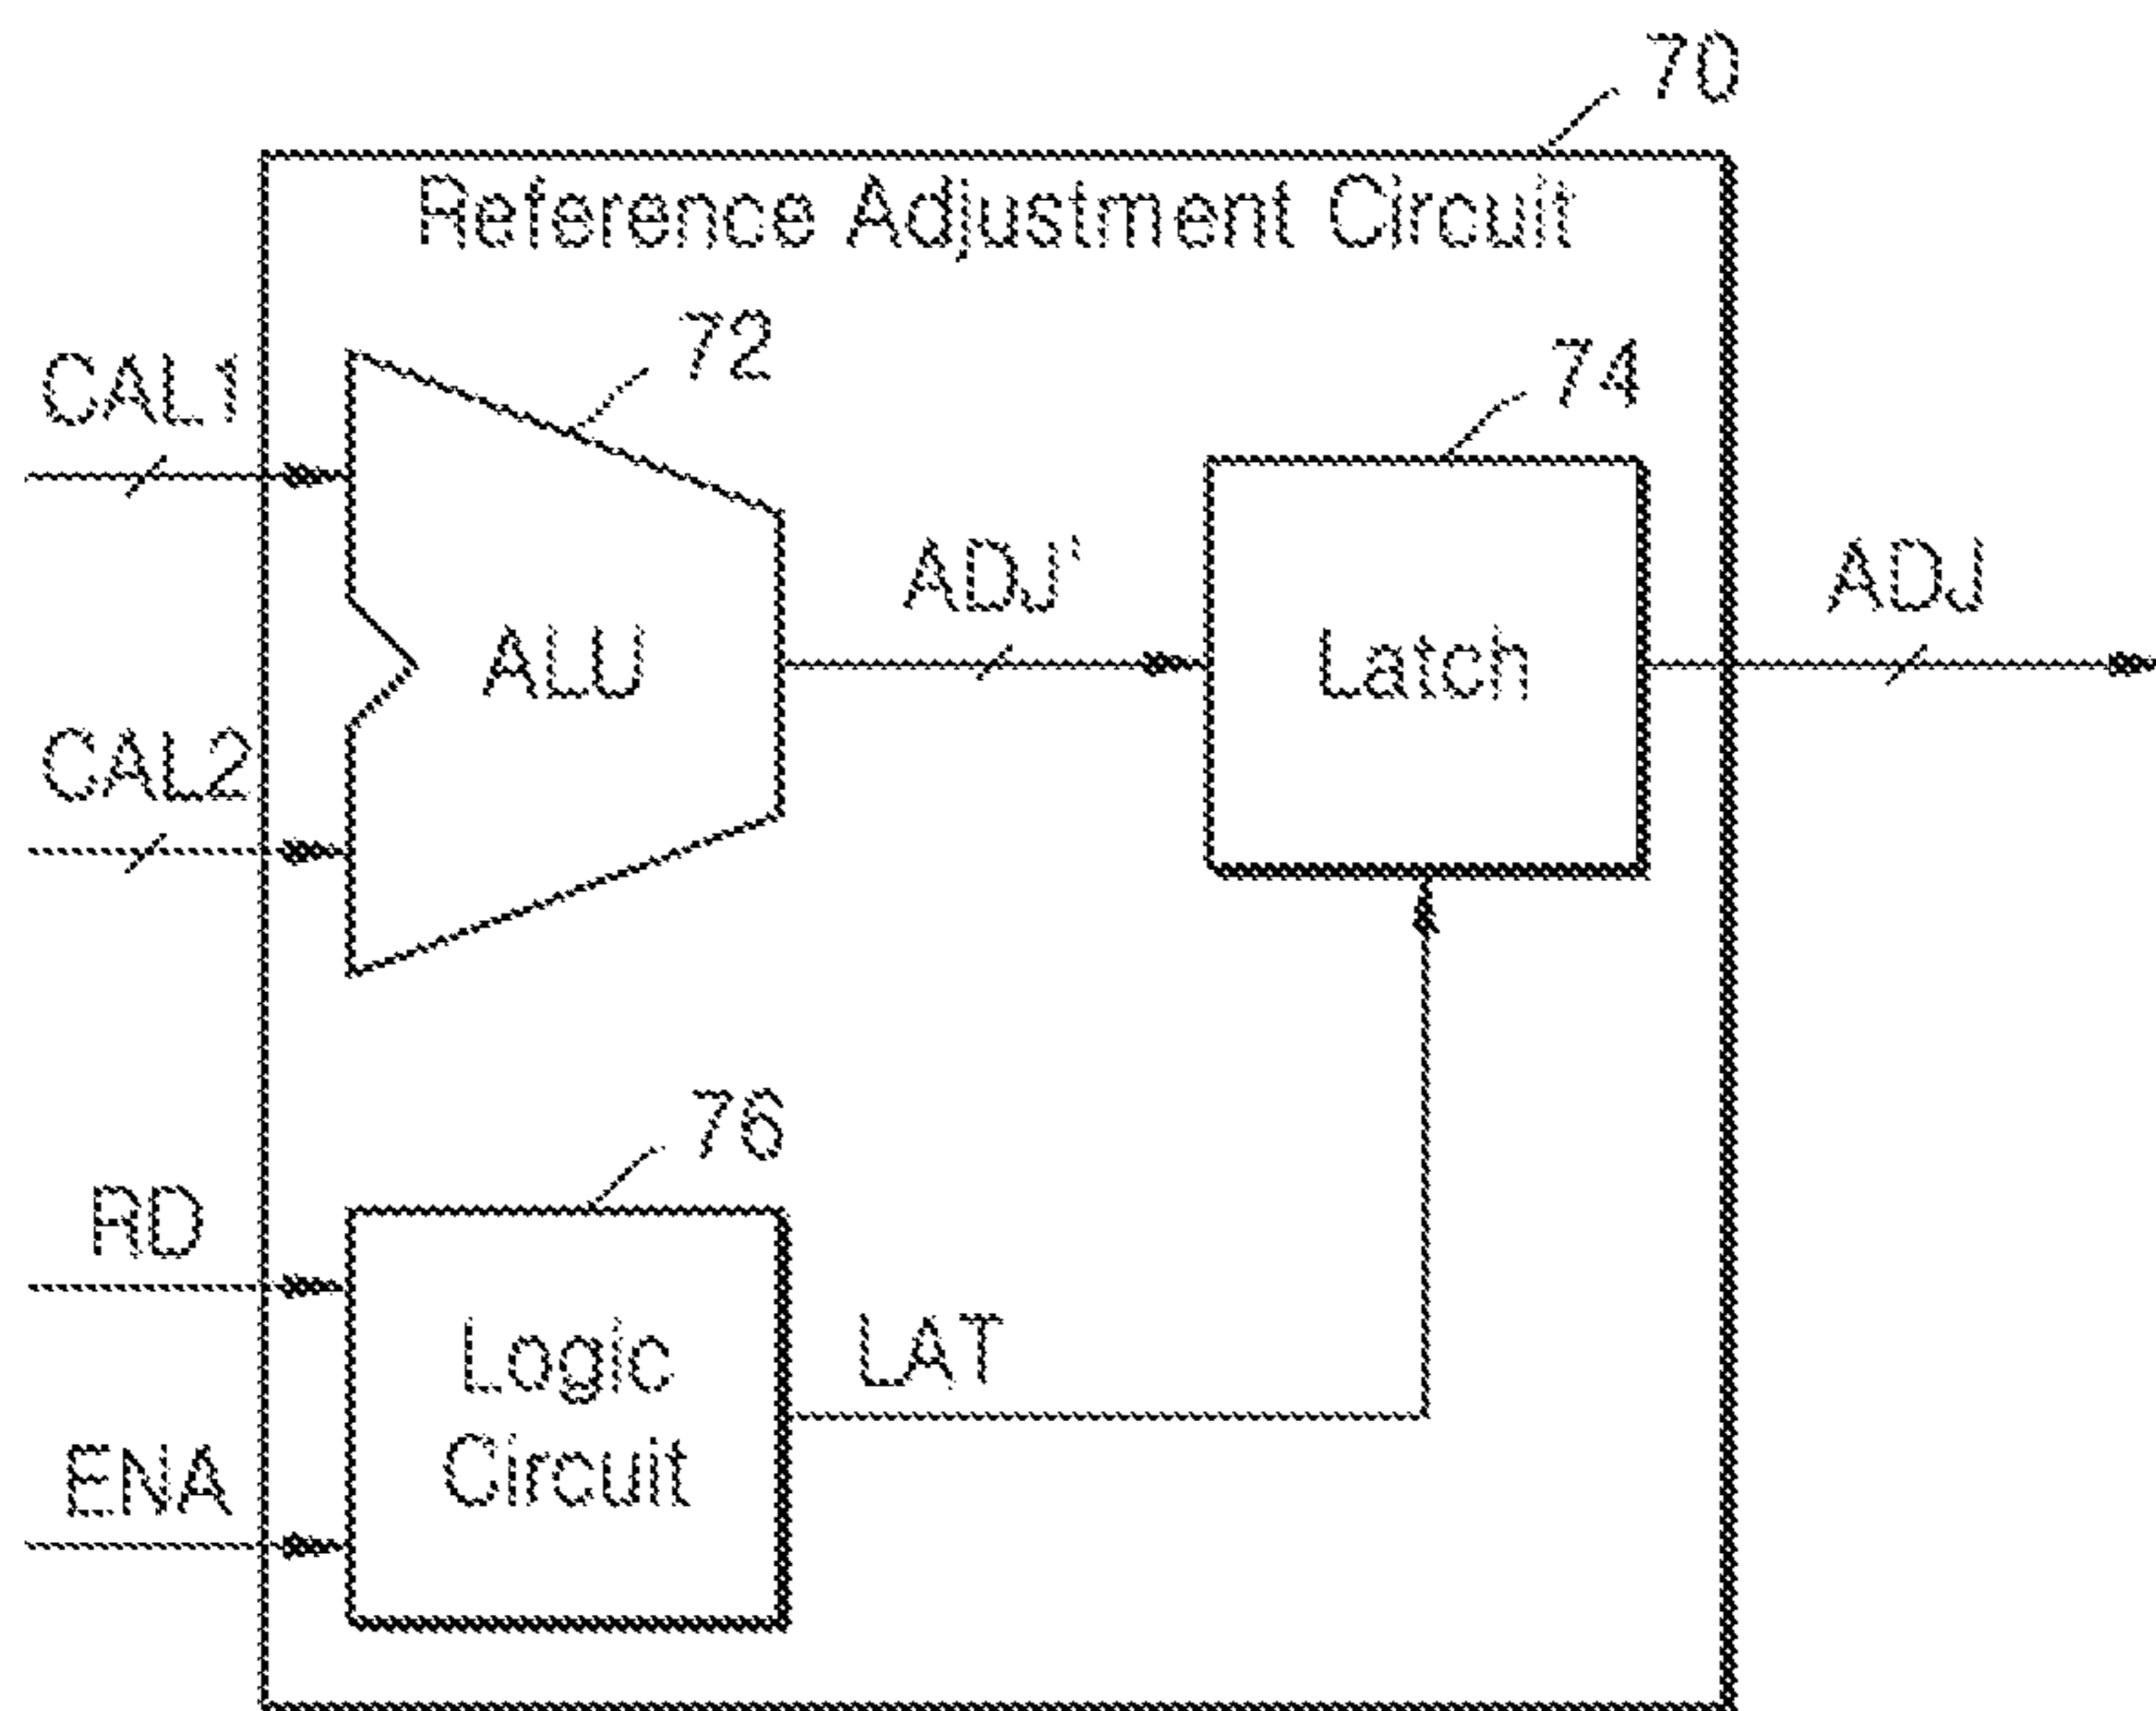 70
Reference Adjustment Circuit
72
CAL1
74
ADJ'
ADJ
ALU
Latch
CAL2
76
RD
Logic
Circuit
LAT
ENA